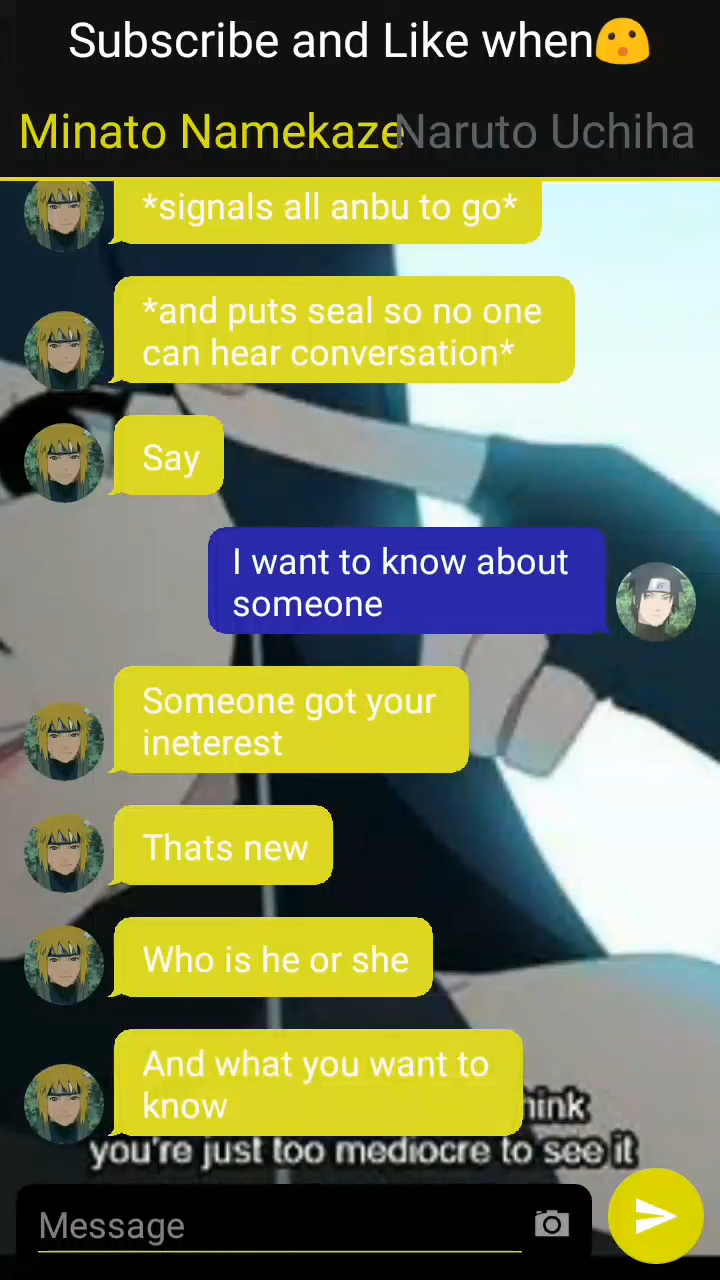 Subscribe and Like when😯
Minato Namekaze
Naruto Uchiha
*signals all anbu to go*
*and puts seal so no one
can hear conversation*
Say
I want to know about
someone
Someone got your
ineterest
Thats new
Who is he or she
And what you want to
know
you're just too mediocre to see it
Message